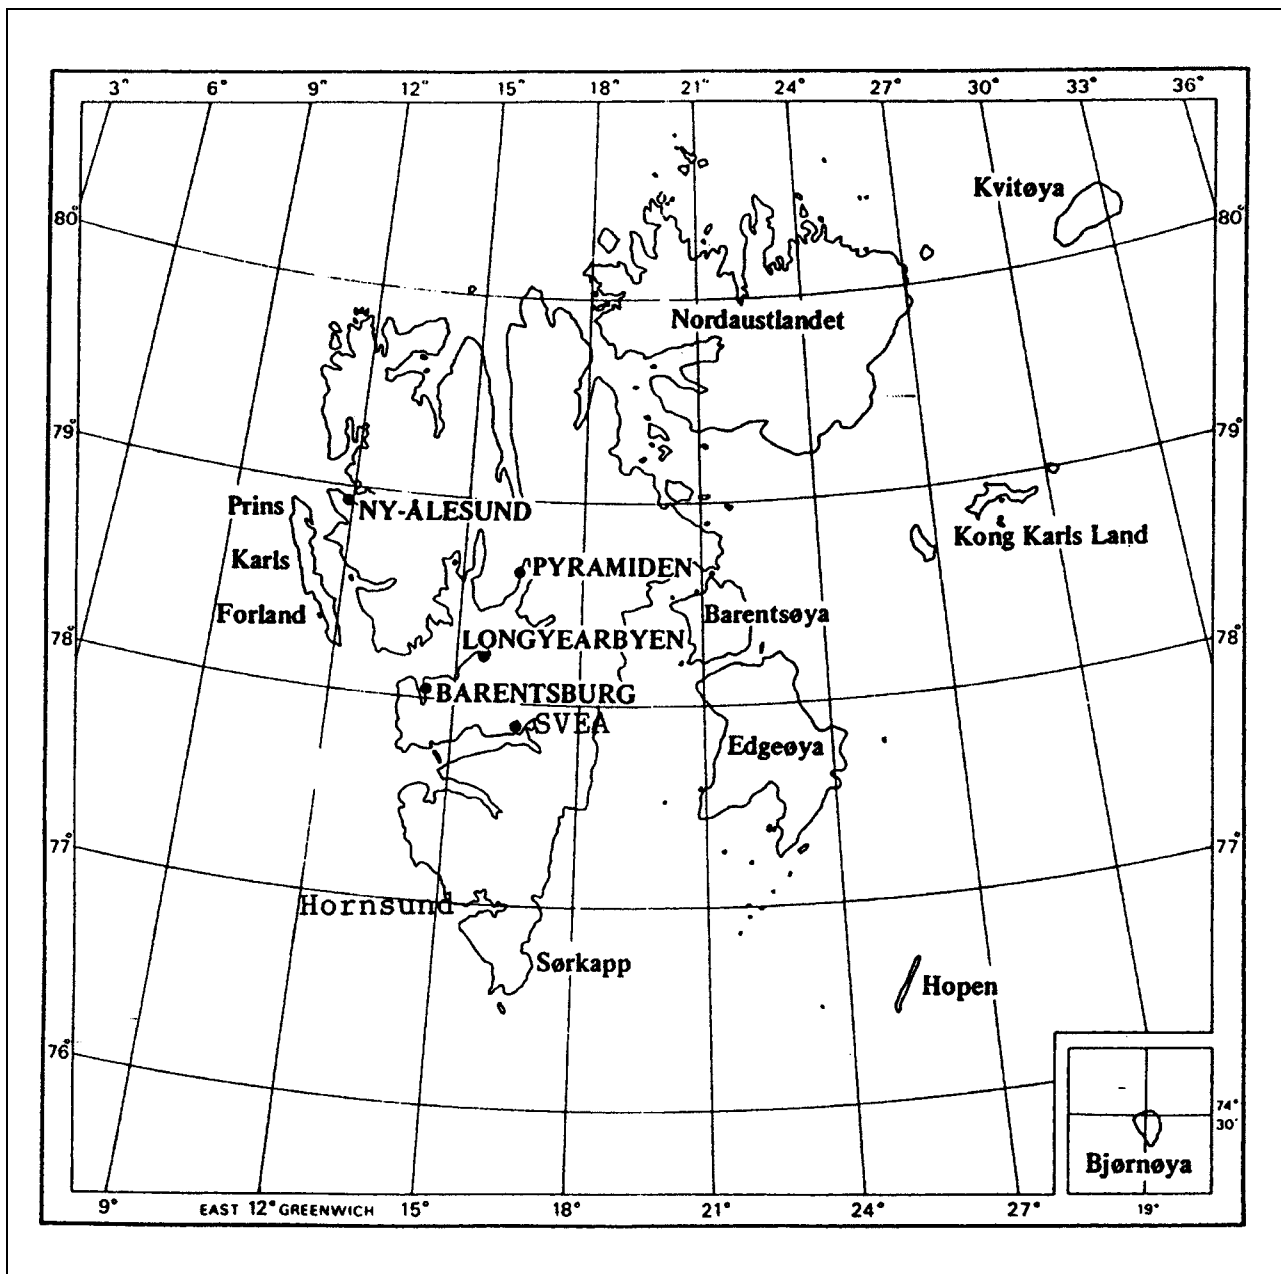 3° 6° 9° 12° 15° 18° 21° 24° 27° 30° 33° 36°
Kvitøya
80° 80°
Nordaustlandet
79° 79°
Prins
NY-ÅLESUND
Kong Karls Land
Karls
PYRAMIDEN
Forland
Barentsøya
78° 78°
LONGYEARBYEN
BARENTSBURG
SVEA
Edgeøya
77° 77°
Hornsund
Sørkapp
Hopen
76°
74°
30'
Bjørnøya
9° EAST 12° GREENWICH 15° 18° 21° 24° 27° 19°